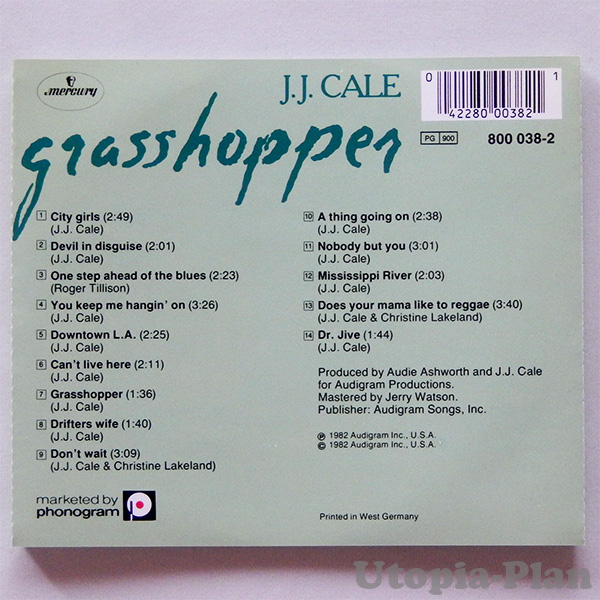 mercury
J.J. CALE
grasshopper
0 42280 00382 1
PG 900
800 038-2
1 City girls (2:49)
(J.J. Cale)
2 Devil in disguise (2:01)
(J.J. Cale)
3 One step ahead of the blues (2:23)
(Roger Tillison)
4 You keep me hangin' on (3:26)
(J.J. Cale)
5 Downtown L.A. (2:25)
(J.J. Cale)
6 Can't live here (2:11)
(J.J. Cale)
7 Grasshopper (1:36)
(J.J. Cale)
8 Drifters wife (1:40)
(J.J. Cale)
9 Don't wait (3:09)
(J.J. Cale & Christine Lakeland)
10 A thing going on (2:38)
(J.J. Cale)
11 Nobody but you (3:01)
(J.J. Cale)
12 Mississippi River (2:03)
(J.J. Cale)
13 Does your mama like to reggae (3:40)
(J.J. Cale & Christine Lakeland)
14 Dr. Jive (1:44)
(J.J. Cale)
Produced by Audie Ashworth and J.J. Cale
for Audigram Productions.
Mastered by Jerry Watson.
Publisher: Audigram Songs, Inc.
℗ 1982 Audigram Inc., U.S.A.
© 1982 Audigram Inc., U.S.A.
marketed by
phonogram
Printed in West Germany
Utopia-Plan